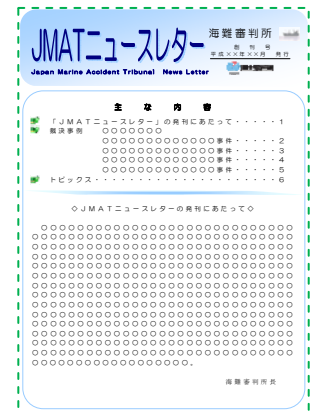 JMATニュースレター
海難審判所
創刊号
平成××年××月 発行
Japan Marine Accident Tribunal News Letter
主な内容
「JMATニュースレター」の発刊にあたって・・・・・1
裁決事例 ○○○○○○○
○○○○○○○○○○○○○事件・・・・・2
○○○○○○○○○○○○○事件・・・・・3
○○○○○○○○○○○○○事件・・・・・4
○○○○○○○○○○○○○事件・・・・・5
トピックス・・・・・・・・・・・・・・・・・・・・・6
◇JMATニュースレターの発刊にあたって◇
○○○○○○○○○○○○○○○○○○○○○○○○○○○○
○○○○○○○○○○○○○○○○○○○○○○○○○○○○○
○○○○○○○○○○○○○○○○○○○○○○○○○○○○○
○○○○○○○○○○○○○○○○○○○○○○○○○○○○○
○○○○○○○○○○○○○○○○○○○○○○○○○○○○○
○○○○○○○○○○○○○○○○○○○○○○○○○○○○○
○○○○○○○○○○○○○○○○○○○○○○○○○○○○○
○○○○○○○○○○○○○○○○○○○○○○○○○○○○○
○○○○○○○○○○○○○○○○○○○○○○○○○○○○○
○○○○○○○○○○○○○○○○○○○○○○○○○○○○○
○○○○○○○○○○○○○○○○○○○○○○○○○○○○○
○○○○○○○○○○○○○○○○○○○○○○○○○○○○○
○○○○○○○○○○○○○○○○○○○○○○○○○○○○○
○○○○○○○○○○○○○○○○○。
海難審判所長